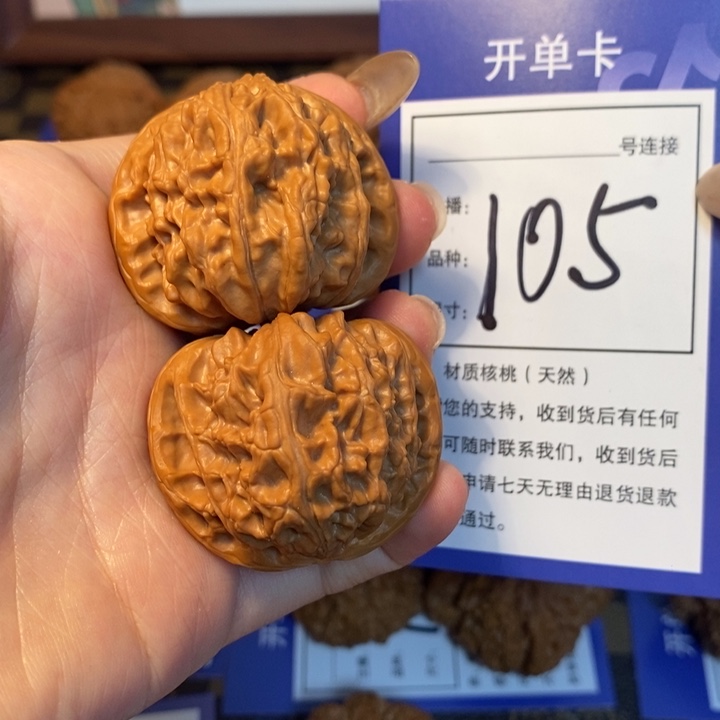 开单卡
号连接
播：
品种：
寸：
105
材质核桃（天然）
您的支持，收到货后有任何
可随时联系我们，收到货后
申请七天无理由退货退款
通过。